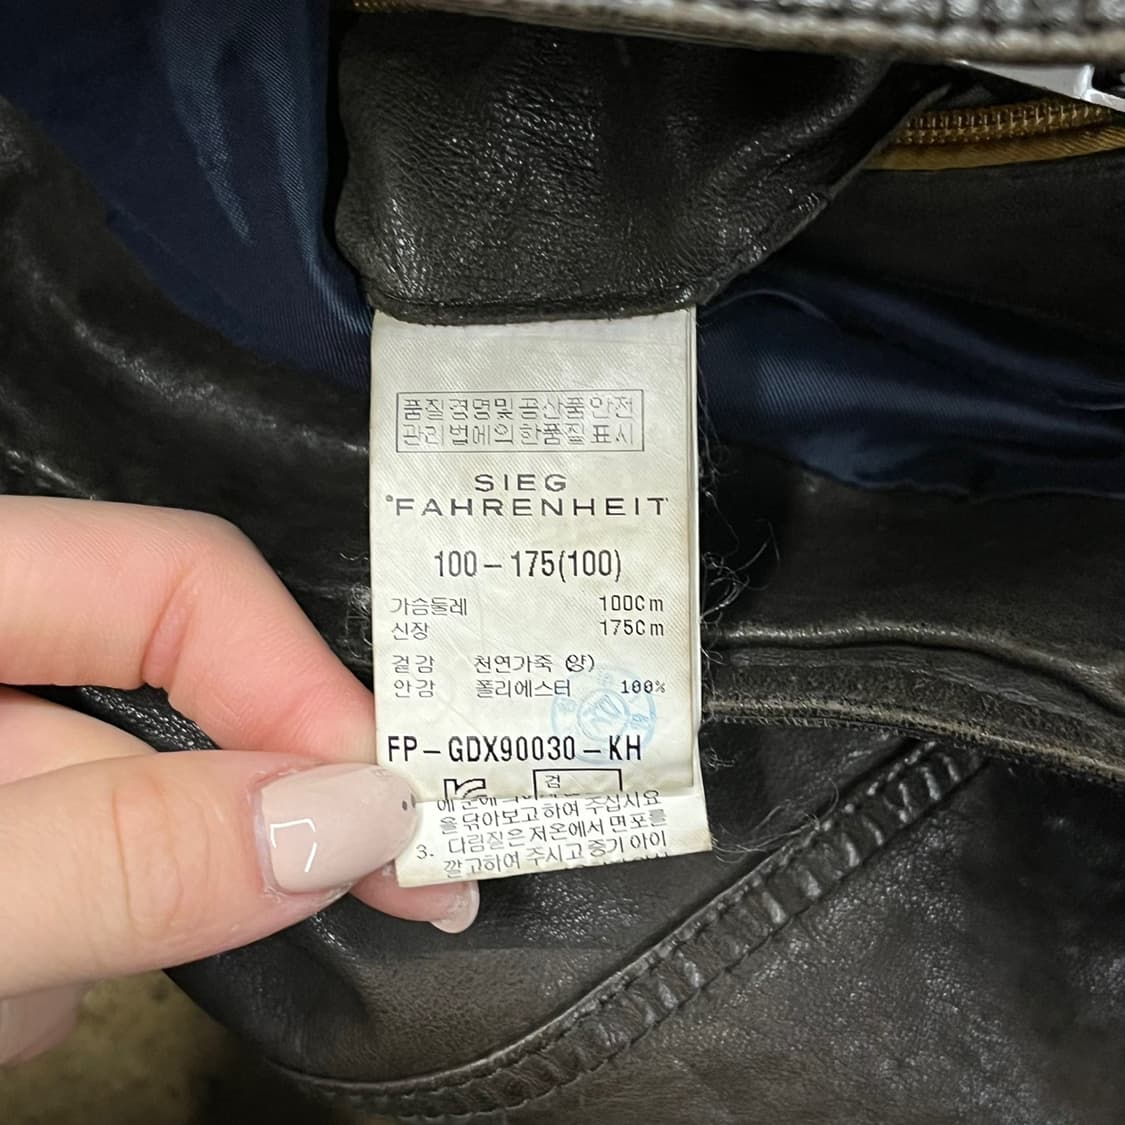 품질경영및공산품안전
관리법에의한품질표시
SIEG
FAHRENHEIT
100-175(100)
가슴둘레 100Cm
신장 175Cm
겉감 천연가죽 (양)
안감 폴리에스터 100%
FP-GDX90030-KH
검
을닦아보고하여 주십시요
3. 다림질은저온에서 면포를
깔고하여 주시고 증기 아이